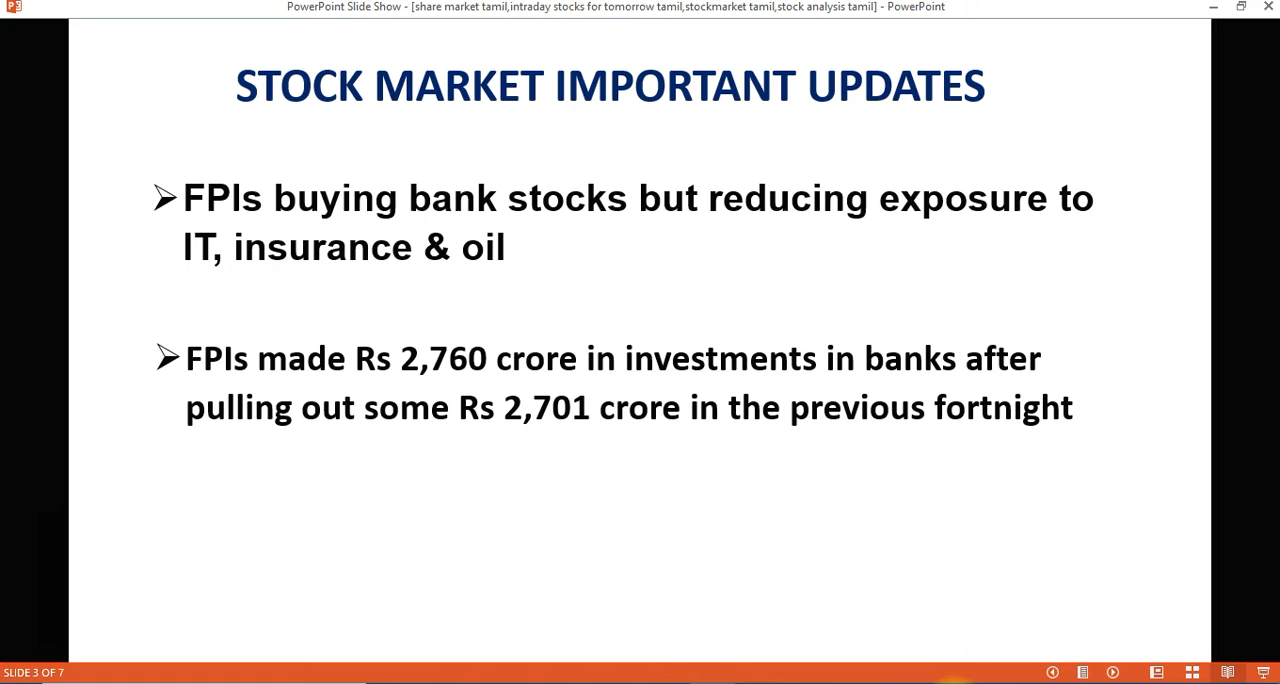 PowerPoint Slide Show - [share market tamil,intraday stocks for tomorrow tamil,stockmarket tamil,stock analysis tamil] - PowerPoint
STOCK MARKET IMPORTANT UPDATES
➢FPIs buying bank stocks but reducing exposure to
IT, insurance & oil
➢FPIs made Rs 2,760 crore in investments in banks after
pulling out some Rs 2,701 crore in the previous fortnight
SLIDE 3 OF 7